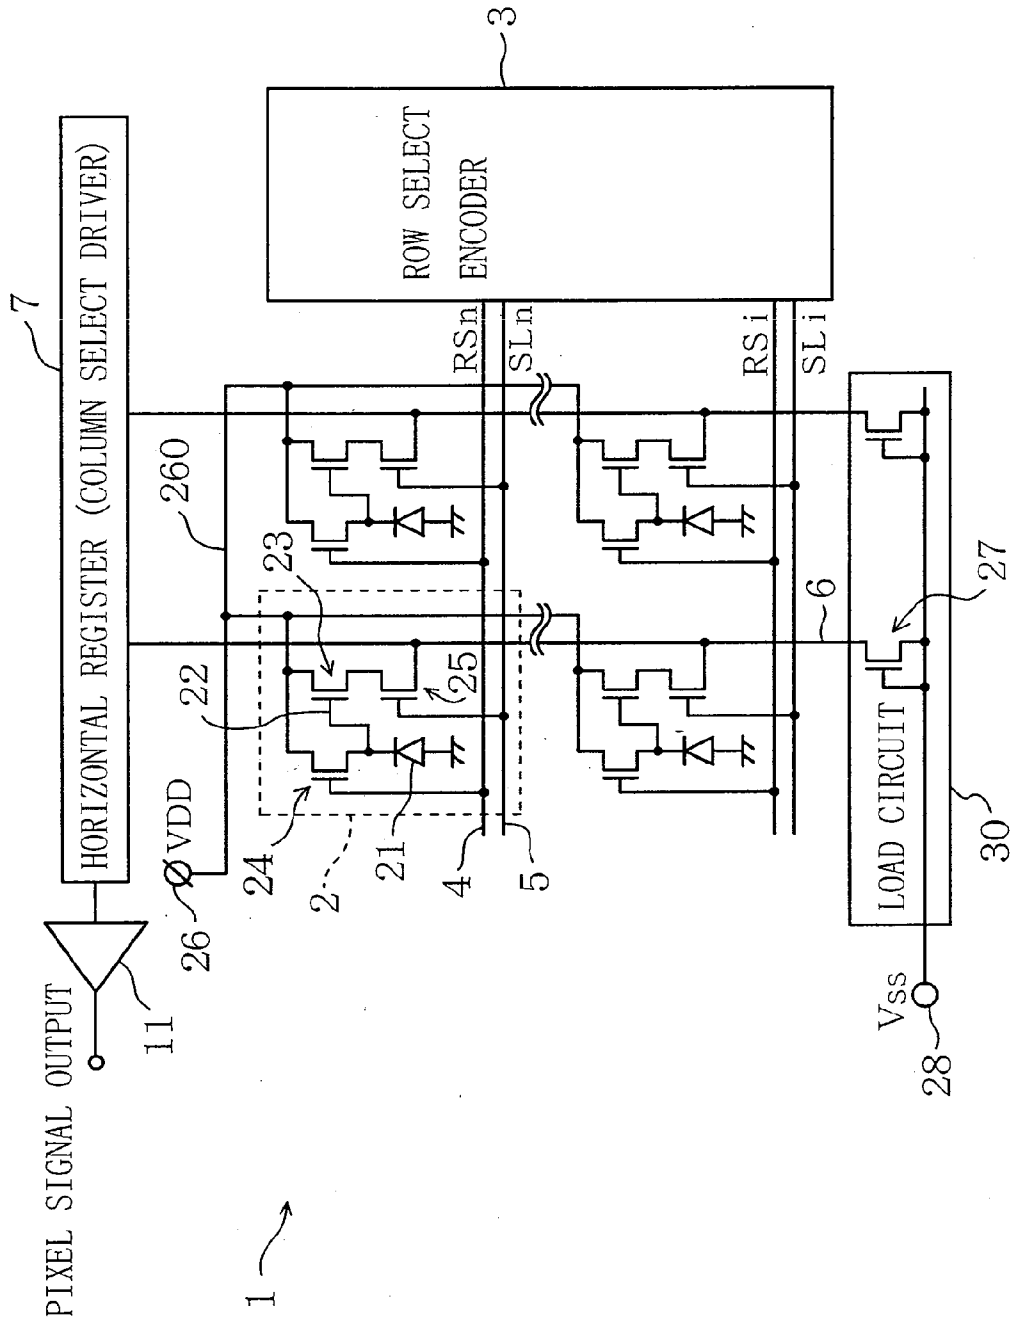 7
HORIZONTAL REGISTER (COLUMN SELECT DRIVER)
PIXEL SIGNAL OUTPUT
11
26
VDD
260
3
ROW SELECT
ENCODER
RSn
SLn
RSi
SLi
22
23
24
25
2
21
4
5
6
27
LOAD CIRCUIT
30
Vss
28
1